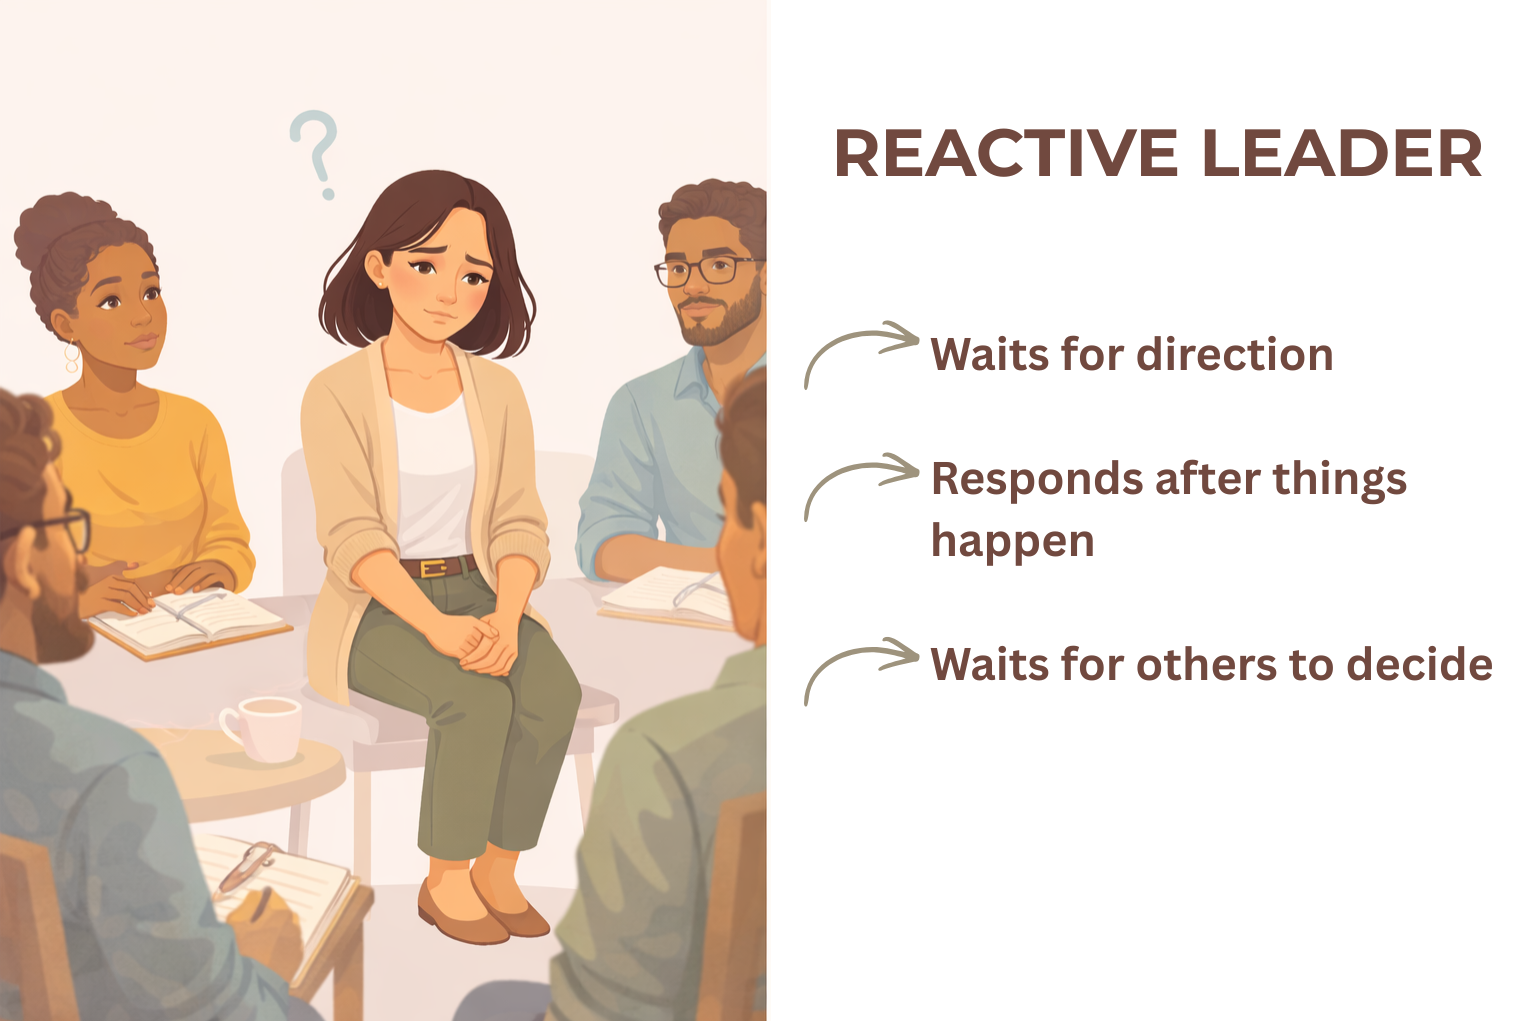 ?
REACTIVE LEADER
Waits for direction
Responds after things
happen
Waits for others to decide